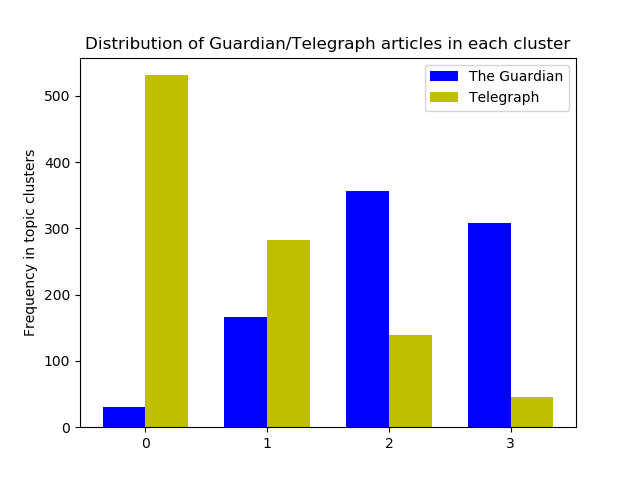 Distribution of Guardian/Telegraph articles in each cluster
The Guardian
Telegraph
Frequency in topic clusters
500
400
300
200
100
0
0 1 2 3